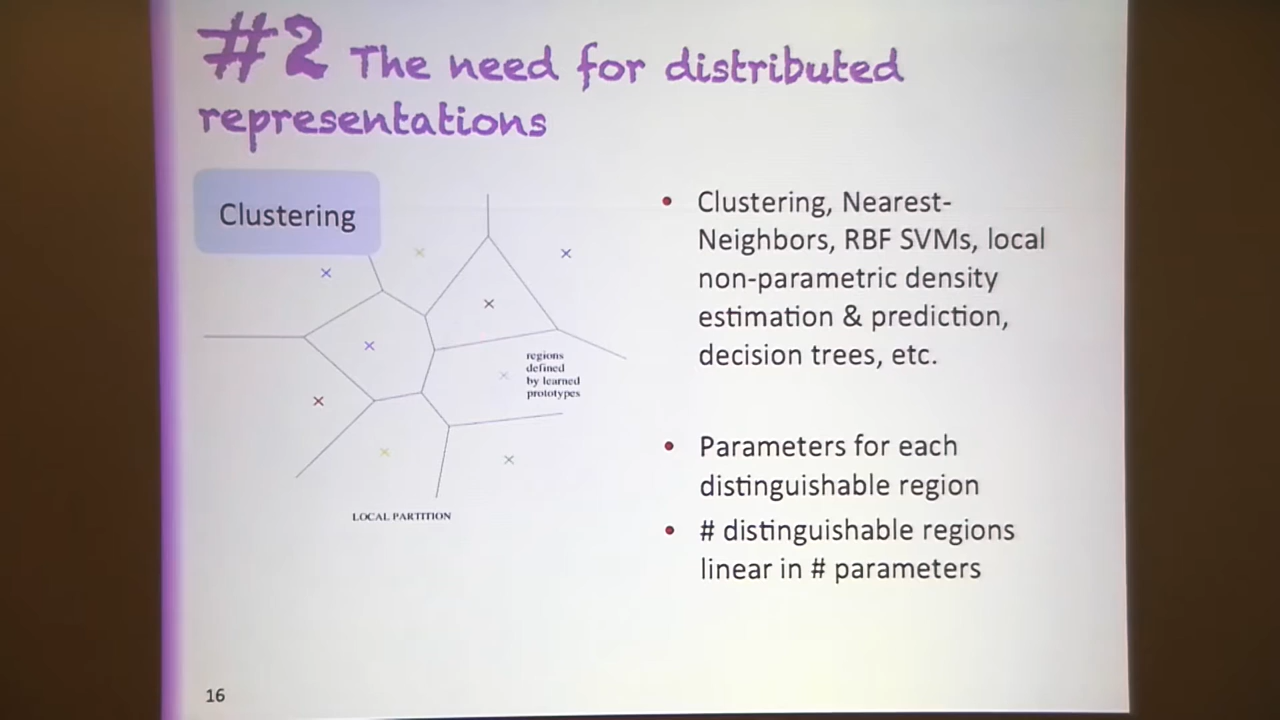 #2 The need for distributed
representations
Clustering
regions
defined
by learned
prototypes
LOCAL PARTITION
• Clustering, Nearest-
Neighbors, RBF SVMs, local
non-parametric density
estimation & prediction,
decision trees, etc.
• Parameters for each
distinguishable region
• # distinguishable regions
linear in # parameters
16